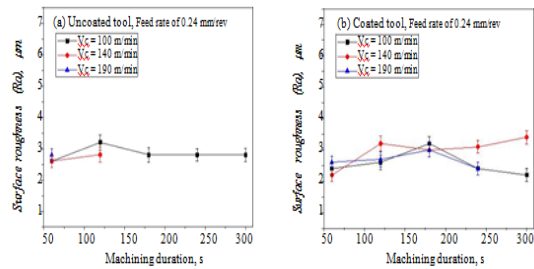 (a) Uncoated tool, Feed rate of 0.24 mm/rev
Vc = 100 m/min
Vc = 140 m/min
Vc = 190 m/min
Surface roughness (Ra), μm
7
6
5
4
3
2
1
50 100 150 200 250 300
Machining duration, s
(b) Coated tool, Feed rate of 0.24 mm/rev
Vc = 100 m/min
Vc = 140 m/min
Vc = 190 m/min
Surface roughness (Ra), μm
7
6
5
4
3
2
1
50 100 150 200 250 300
Machining duration, s